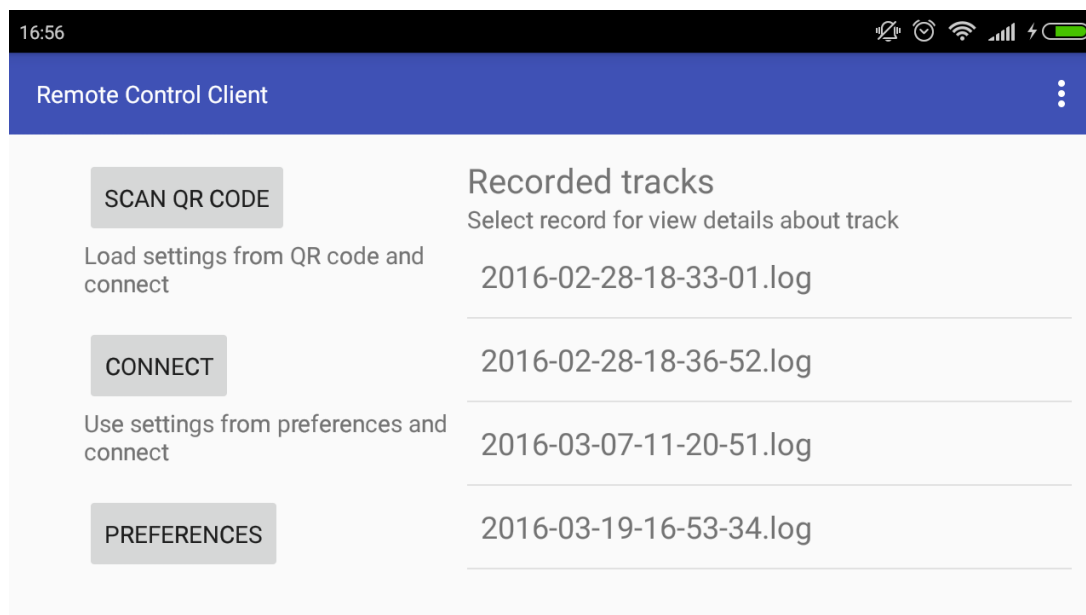 16:56
Remote Control Client
SCAN QR CODE
Load settings from QR code and
connect
CONNECT
Use settings from preferences and
connect
PREFERENCES
Recorded tracks
Select record for view details about track
2016-02-28-18-33-01.log
2016-02-28-18-36-52.log
2016-03-07-11-20-51.log
2016-03-19-16-53-34.log